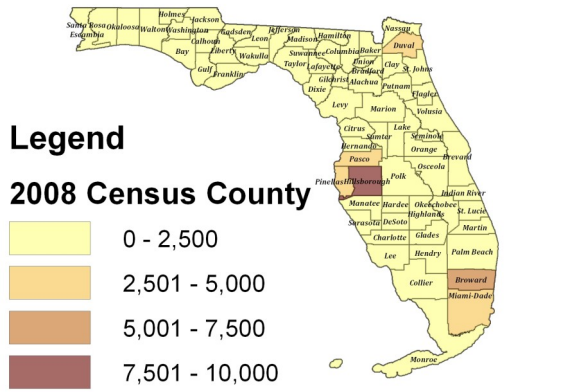 Holmes
Jackson
Nassau
Santa Rosa Okaloosa Walton Washington
Gadsden
Jefferson
Hamilton
Escambia
Calhoun
Leon
Madison
Duval
Bay
Liberty
Wakulla
Suwannee Columbia Baker
Gulf
Franklin
Taylor Lafayette
Union
Bradford
Clay
St. Johns
Gilchrist
Alachua
Putnam
Dixie
Flagler
Levy
Marion
Volusia
Legend
Citrus
Lake
Sumter
Seminole
Hernando
Orange
Brevard
Pasco
Osceola
2008 Census County
Pinellas Hillsborough
Polk
Indian River
Manatee
Hardee
Okeechobee
Highlands
St. Lucie
Sarasota
DeSoto
Martin
0 - 2,500
Charlotte
Glades
Lee
Hendry
Palm Beach
2,501 - 5,000
Collier
Broward
Miami-Dade
5,001 - 7,500
Monroe
7,501 - 10,000